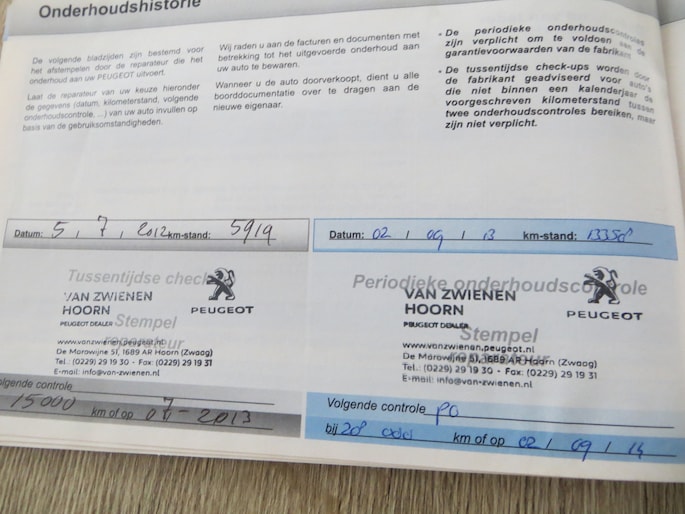 Onderhoudshistorie
De volgende bladzijden zijn bestemd voor
het afstempelen door de reparateur die het
onderhoud aan uw PEUGEOT uitvoert.
Laat de reparateur van uw keuze hieronder
de gegevens (datum, kilometerstand, volgende
onderhoudscontrole, ...) van uw auto invullen op
basis van de gebruiksomstandigheden.
Wij raden u aan de facturen en documenten met
betrekking tot het uitgevoerde onderhoud aan
uw auto te bewaren.
Wanneer u de auto doorverkoopt, dient u alle
boorddocumentatie over te dragen aan de
nieuwe eigenaar.
• De periodieke onderhoudscontroles
zijn verplicht om te voldoen aan de
garantievoorwaarden van de fabrikant
• De tussentijdse check-ups worden door
de fabrikant geadviseerd voor auto's
die niet binnen een kalenderjaar de
voorgeschreven kilometerstand tussen
twee onderhoudscontroles bereiken, maar
zijn niet verplicht.
Datum: 5, 7, 2012 km-stand: 5919
Tussentijdse check
VAN ZWIENEN
HOORN
PEUGEOT DEALER Stempel
reparateur
www.vanzwienen.peugeot.nl
De Marowijne 51, 1689 AR Hoorn (Zwaag)
Tel.: (0229) 29 19 30 - Fax: (0229) 29 19 31
E-mail: info@van-zwienen.nl
PEUGEOT
Volgende controle
15000 km of op 07-2013
Datum: 02 / 09 / 13 km-stand: 13358
Periodieke onderhoudscontrole
VAN ZWIENEN
HOORN
PEUGEOT DEALER Stempel
reparateur
www.vanzwienen.peugeot.nl
De Marowijne 51, 1689 AR Hoorn (Zwaag)
Tel.: (0229) 29 19 30 - Fax: (0229) 29 19 31
E-mail: info@van-zwienen.nl
PEUGEOT
Volgende controle PO
bij 28 000 km of op 02 / 09 / 14